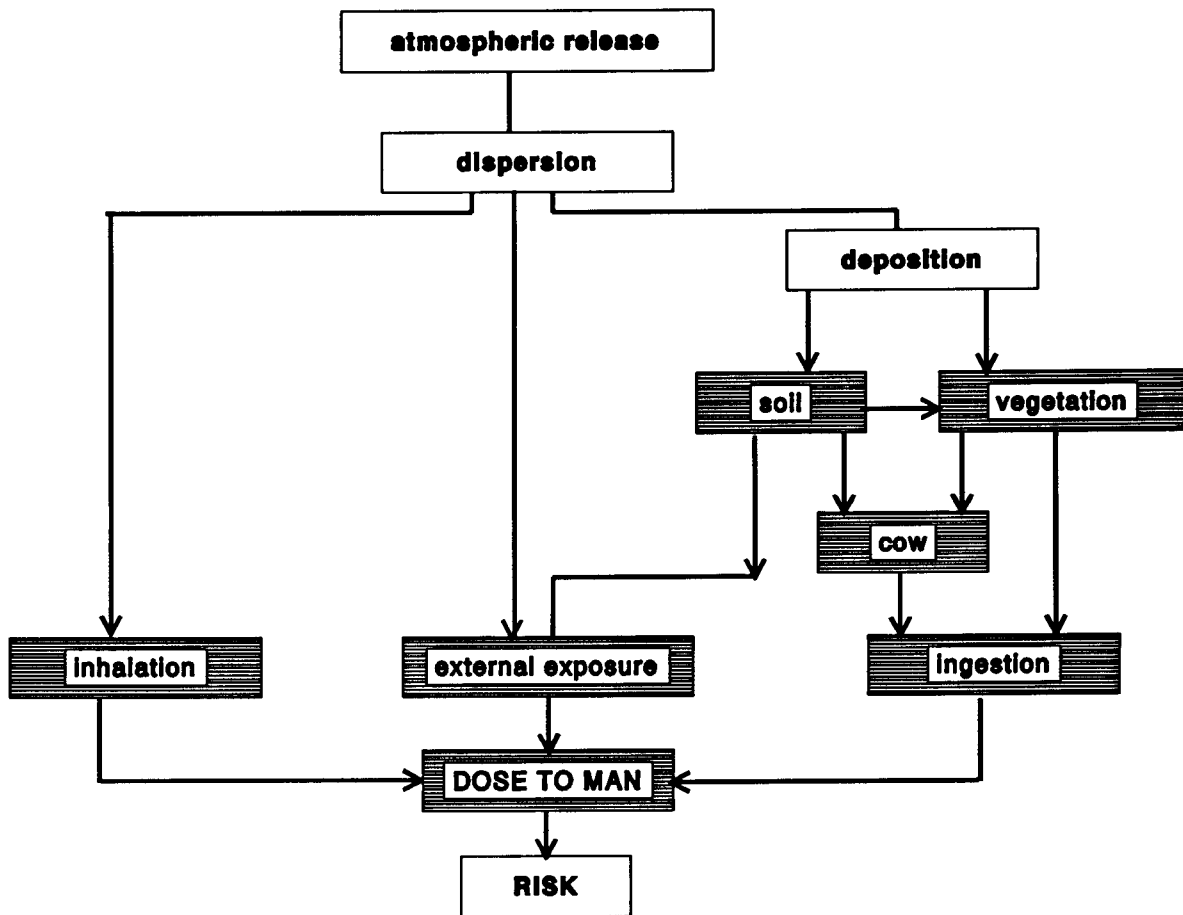 atmospheric release
dispersion
deposition
soil
vegetation
cow
inhalation
external exposure
ingestion
DOSE TO MAN
RISK